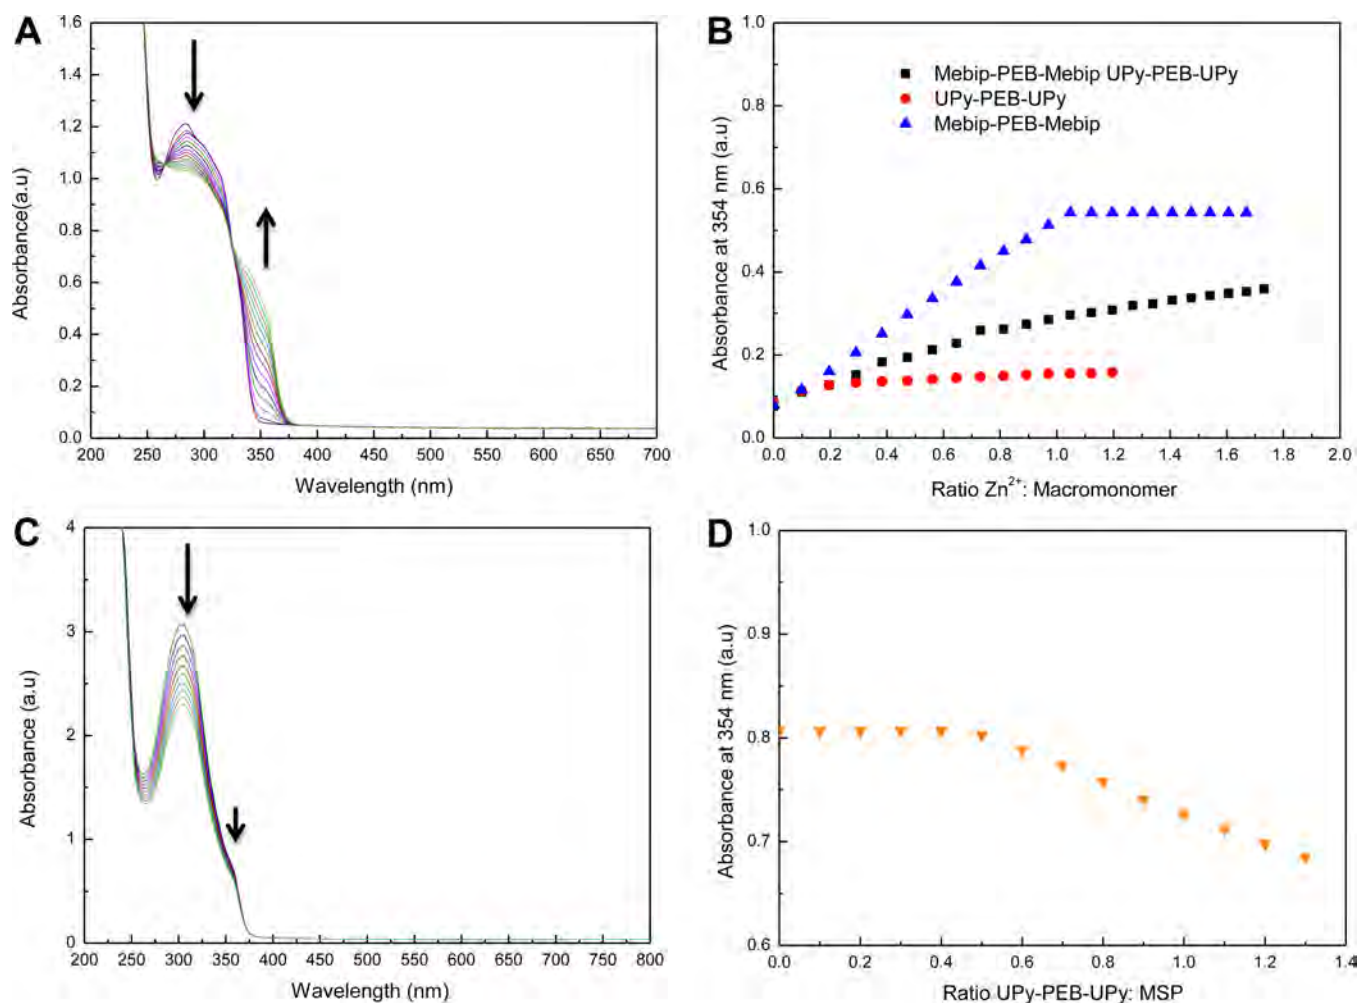 A
1.6
1.4
1.2
1.0
0.8
0.6
0.4
0.2
0.0
200 250 300 350 400 450 500 550 600 650 700
Wavelength (nm)
Absorbance(a.u)
B
1.0
0.8
0.6
0.4
0.2
0.0
0.0 0.2 0.4 0.6 0.8 1.0 1.2 1.4 1.6 1.8 2.0
Ratio Zn²⁺: Macromonomer
Absorbance at 354 nm (a.u)
Mebip-PEB-Mebip UPy-PEB-UPy
UPy-PEB-UPy
Mebip-PEB-Mebip
C
4
3
2
1
0
200 250 300 350 400 450 500 550 600 650 700 750 800
Wavelength (nm)
Absorbance (a.u)
D
1.0
0.9
0.8
0.7
0.6
0.0 0.2 0.4 0.6 0.8 1.0 1.2 1.4
Ratio UPy-PEB-UPy: MSP
Absorbance at 354 nm (a.u)